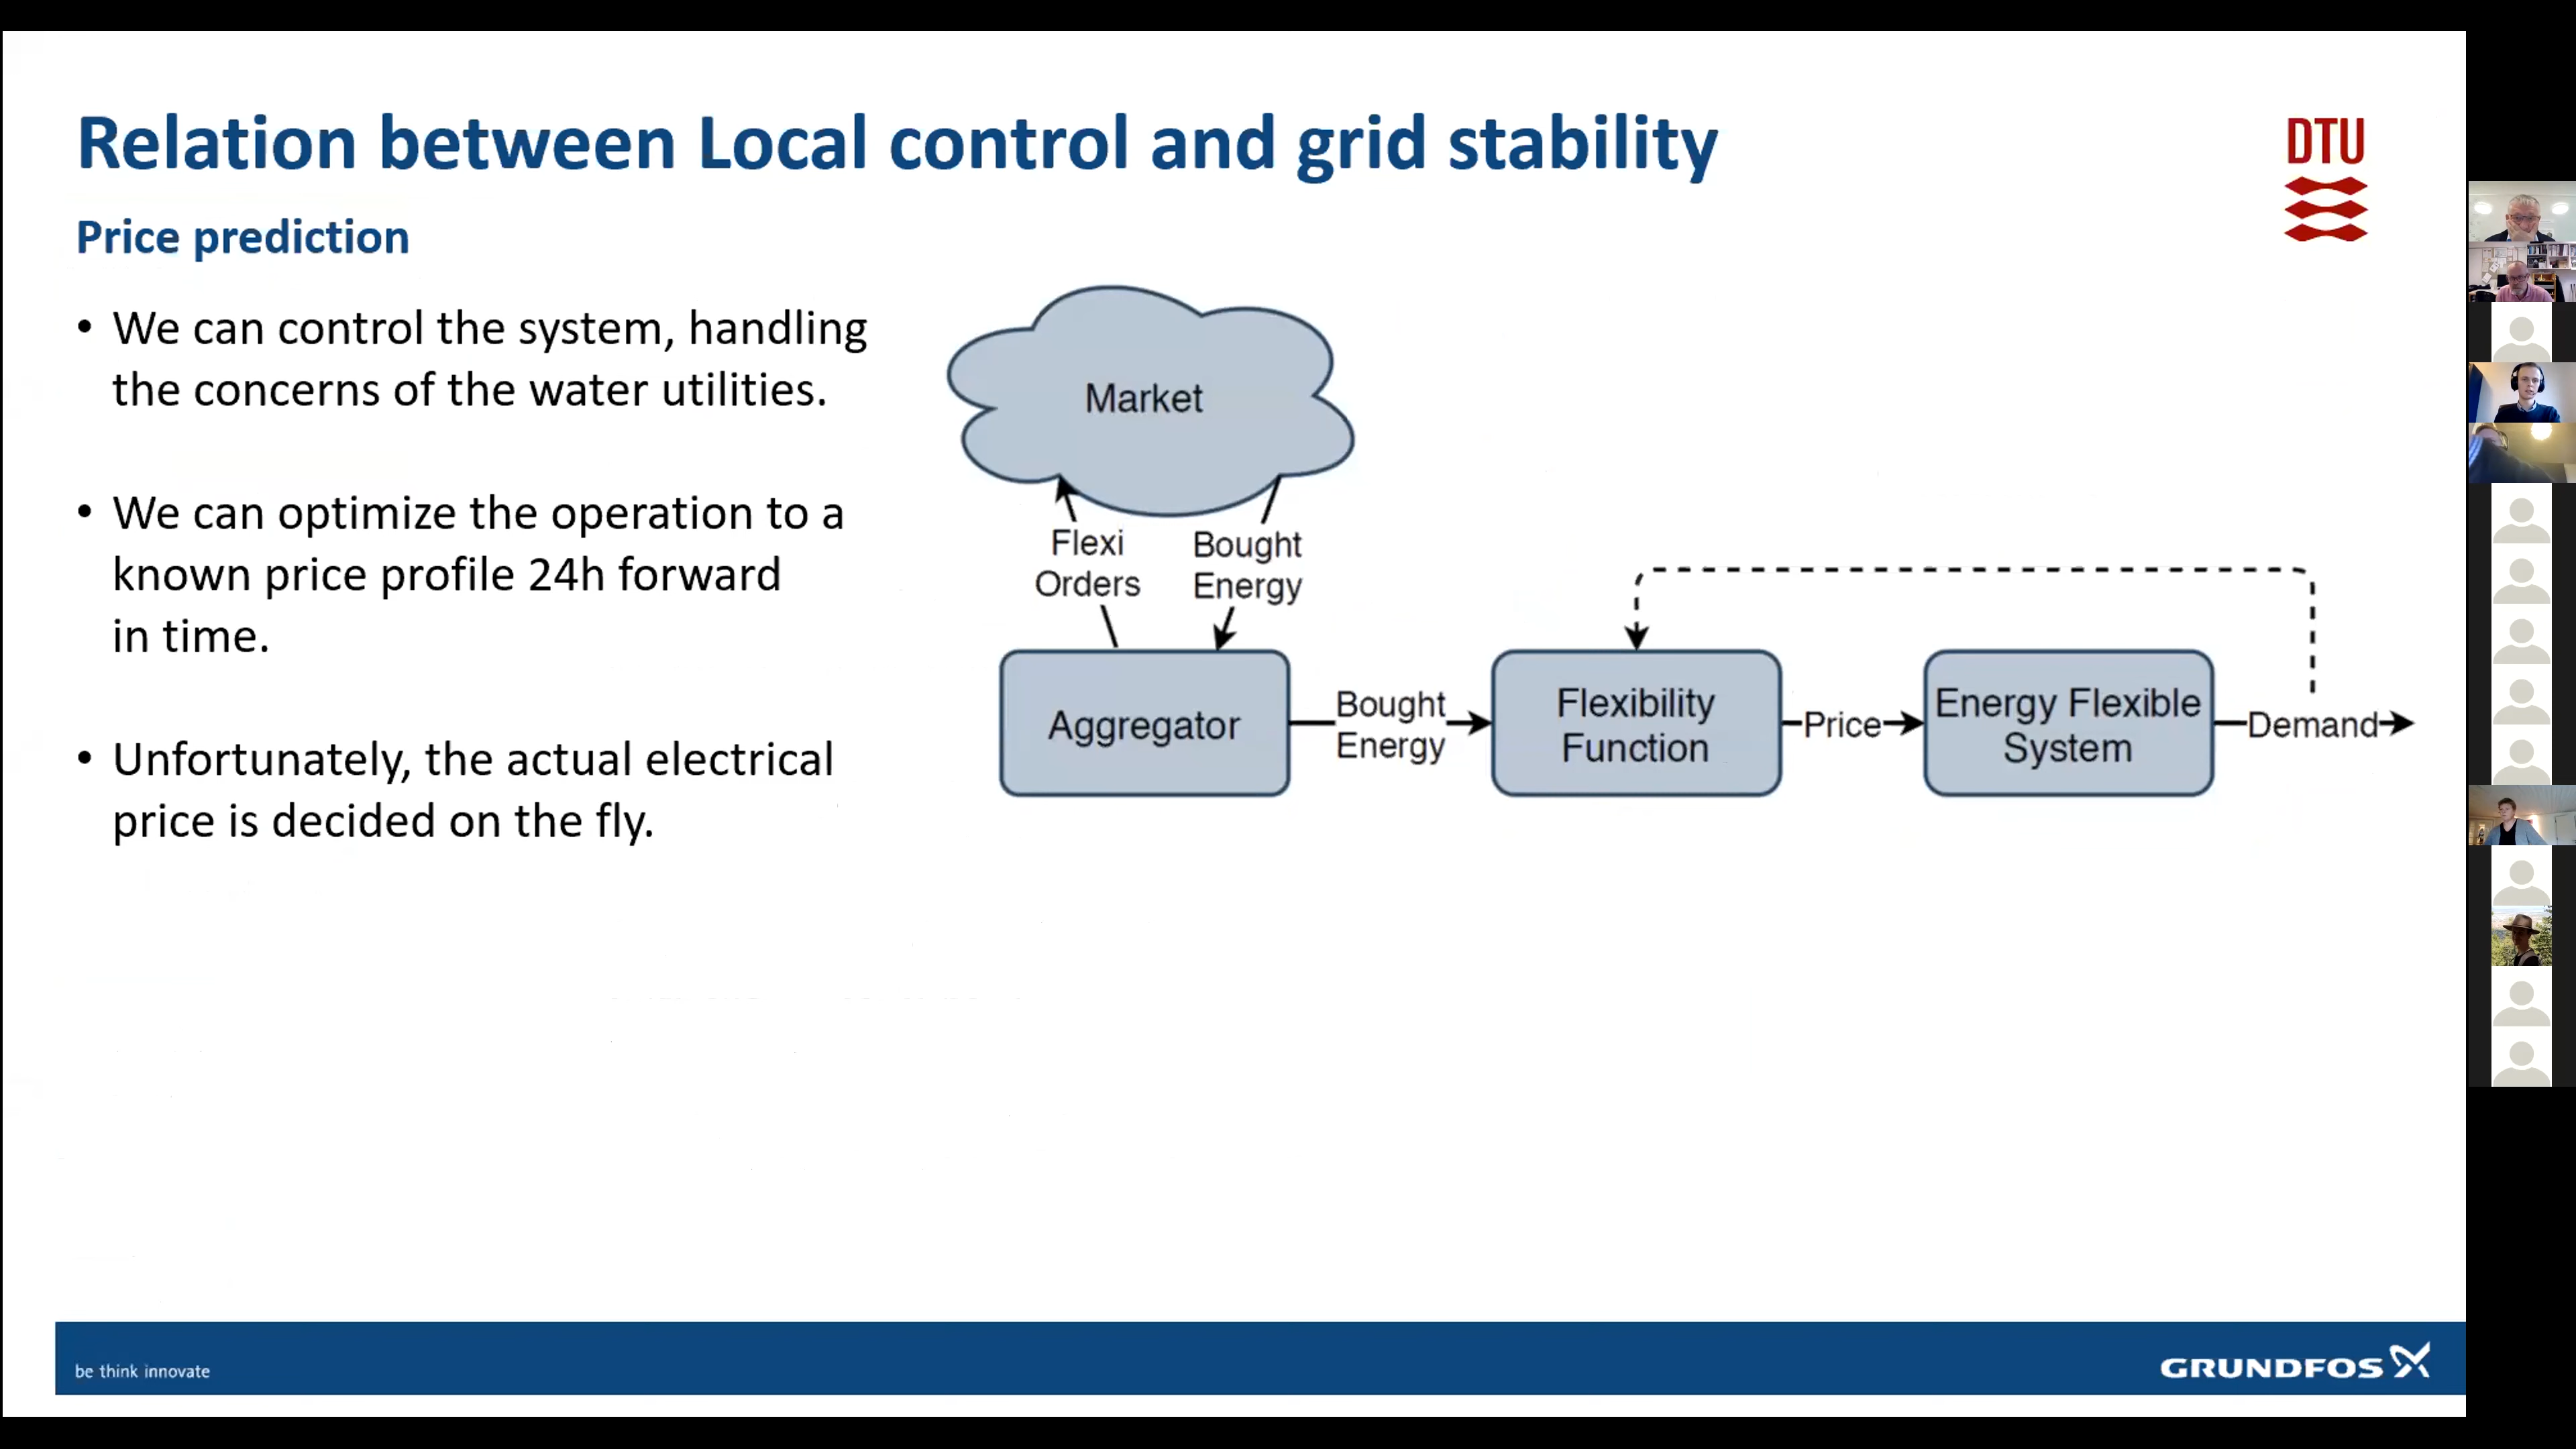 Relation between Local control and grid stability
DTU
Price prediction
• We can control the system, handling
the concerns of the water utilities.
• We can optimize the operation to a
known price profile 24h forward
in time.
• Unfortunately, the actual electrical
price is decided on the fly.
Market
Flexi
Orders
Bought
Energy
Aggregator
Bought
Energy
Flexibility
Function
Price
Energy Flexible
System
Demand
be think innovate
GRUNDFOS